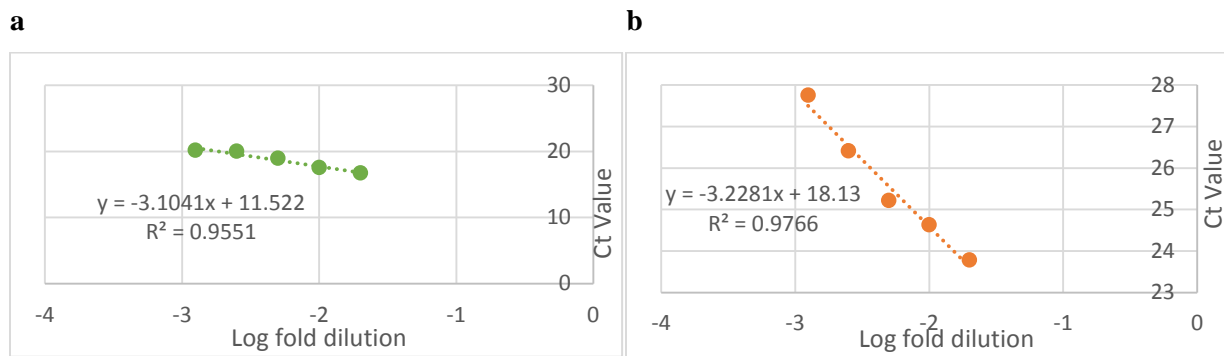 a
30
20
10
0
y = -3.1041x + 11.522
R² = 0.9551
Ct Value
-4 -3 -2 -1 0
Log fold dilution
b
28
27
26
25
24
23
y = -3.2281x + 18.13
R² = 0.9766
Ct Value
-4 -3 -2 -1 0
Log fold dilution